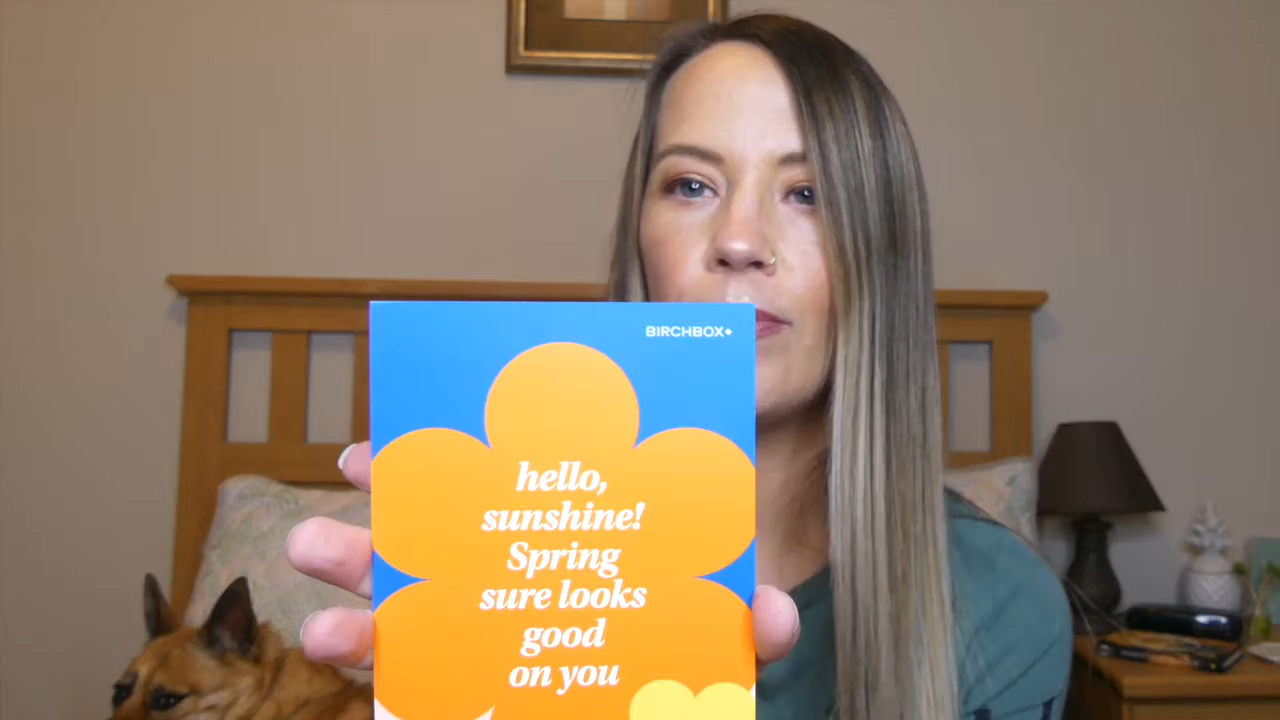 BIRCHBOX
hello,
sunshine!
Spring
sure looks
good
on you